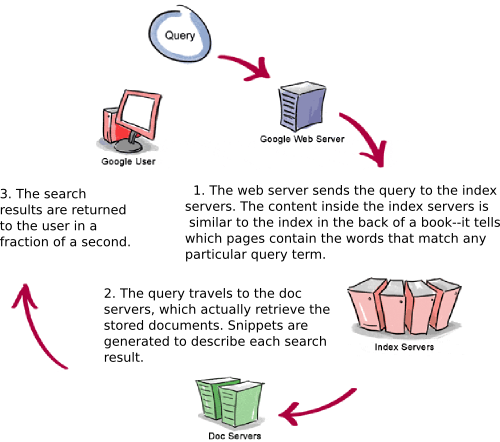 Query
Google Web Server
Google User
1. The web server sends the query to the index
servers. The content inside the index servers is
similar to the index in the back of a book--it tells
which pages contain the words that match any
particular query term.
Index Servers
2. The query travels to the doc
servers, which actually retrieve the
stored documents. Snippets are
generated to describe each search
result.
Doc Servers
3. The search
results are returned
to the user in a
fraction of a second.